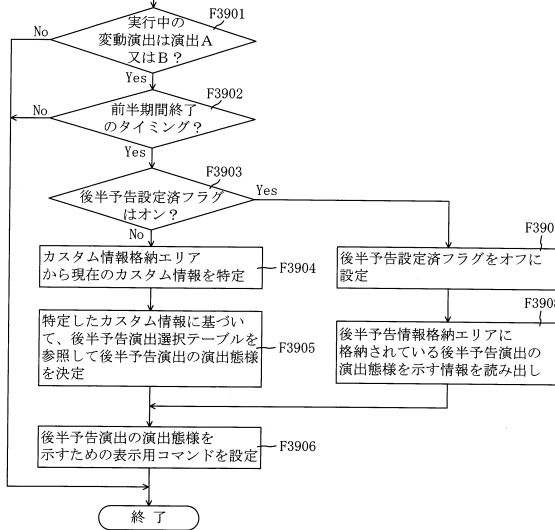 F3901
実行中の
変動演出は演出A
又はB?
No
Yes
F3902
前半期間終了
のタイミング?
No
Yes
F3903
後半予告設定済フラグ
はオン?
Yes
No
カスタム情報格納エリア
から現在のカスタム情報を特定
F3904
後半予告設定済フラグをオフに
設定
特定したカスタム情報に基づい
て、後半予告演出選択テーブルを
参照して後半予告演出の演出態様
を決定
F3905
F3908
後半予告情報格納エリアに
格納されている後半予告演出の
演出態様を示す情報を読み出し
後半予告演出の演出態様を
示すための表示用コマンドを設定
F3906
終了